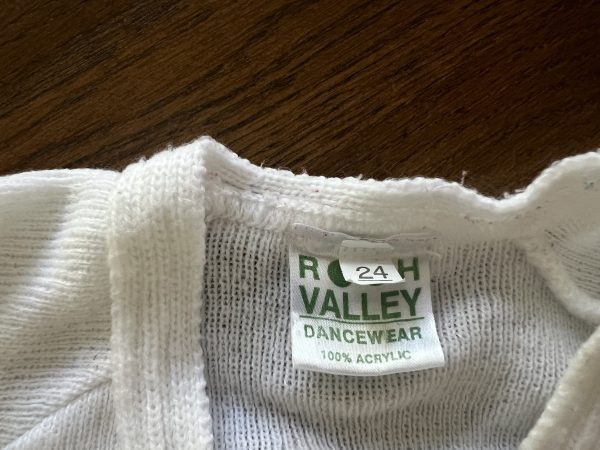 R H
24
VALLEY
DANCEWEAR
100% ACRYLIC